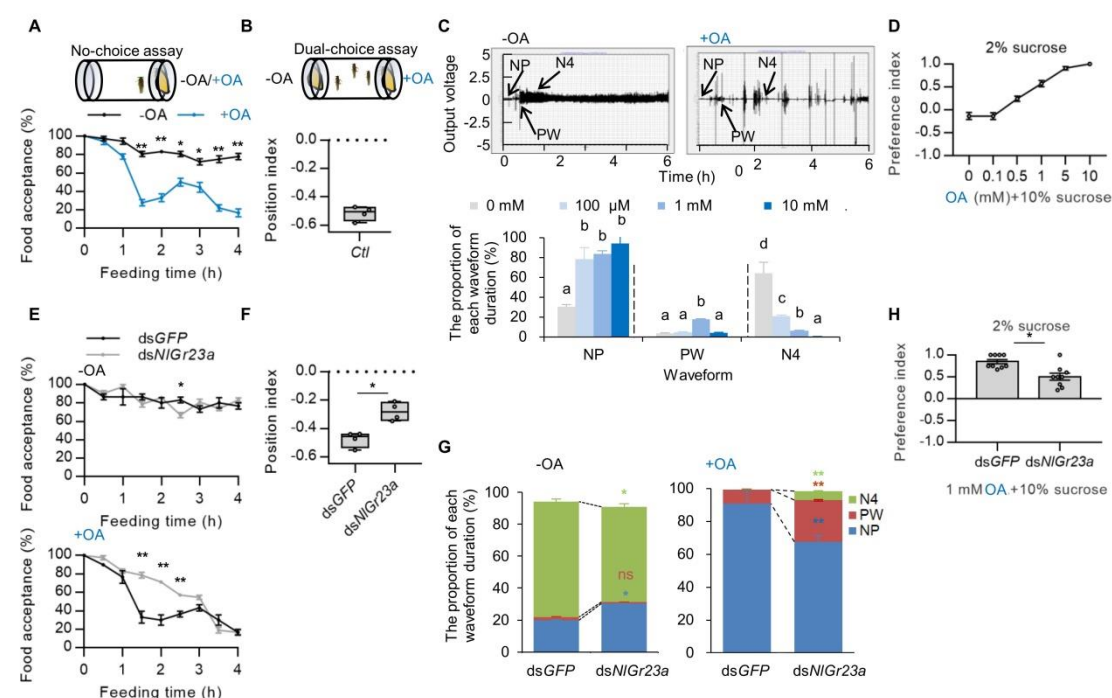 A
No-choice assay
-OA/+OA
-OA
+OA
Food acceptance (%)
100
80
60
40
20
0
** ** * * ** **
0 1 2 3 4
Feeding time (h)
B
Dual-choice assay
-OA
+OA
Position index
0.0
-0.2
-0.4
-0.6
Ctl
C
-OA
+OA
Output voltage
5
2.5
0
-2.5
-5
NP
N4
PW
NP
N4
PW
0 2 4 6
0 2 4 6
Time (h)
0 mM
100 µM
1 mM
10 mM
The proportion of
each waveform
duration (%)
100
80
60
40
20
0
a b b b
a a b a
d c b a
NP PW N4
Waveform
D
2% sucrose
Preference index
1.0
0.5
0.0
-0.5
-1.0
0 0.1 0.5 1 5 10
OA (mM)+10% sucrose
E
dsGFP
dsNlGr23a
-OA
Food acceptance (%)
100
80
60
40
20
0
*
0 1 2 3 4
+OA
Food acceptance (%)
100
80
60
40
20
0
** ** **
0 1 2 3 4
Feeding time (h)
F
Position index
0.0
-0.2
-0.4
-0.6
*
dsGFP
dsNlGr23a
G
-OA
The proportion of each
waveform duration (%)
100
80
60
40
20
0
*
ns
*
dsGFP dsNlGr23a
+OA
100
80
60
40
20
0
**
**
**
N4
PW
NP
dsGFP dsNlGr23a
H
2% sucrose
*
Preference index
1.0
0.5
0.0
-0.5
-1.0
dsGFP dsNlGr23a
1 mM OA.+10% sucrose